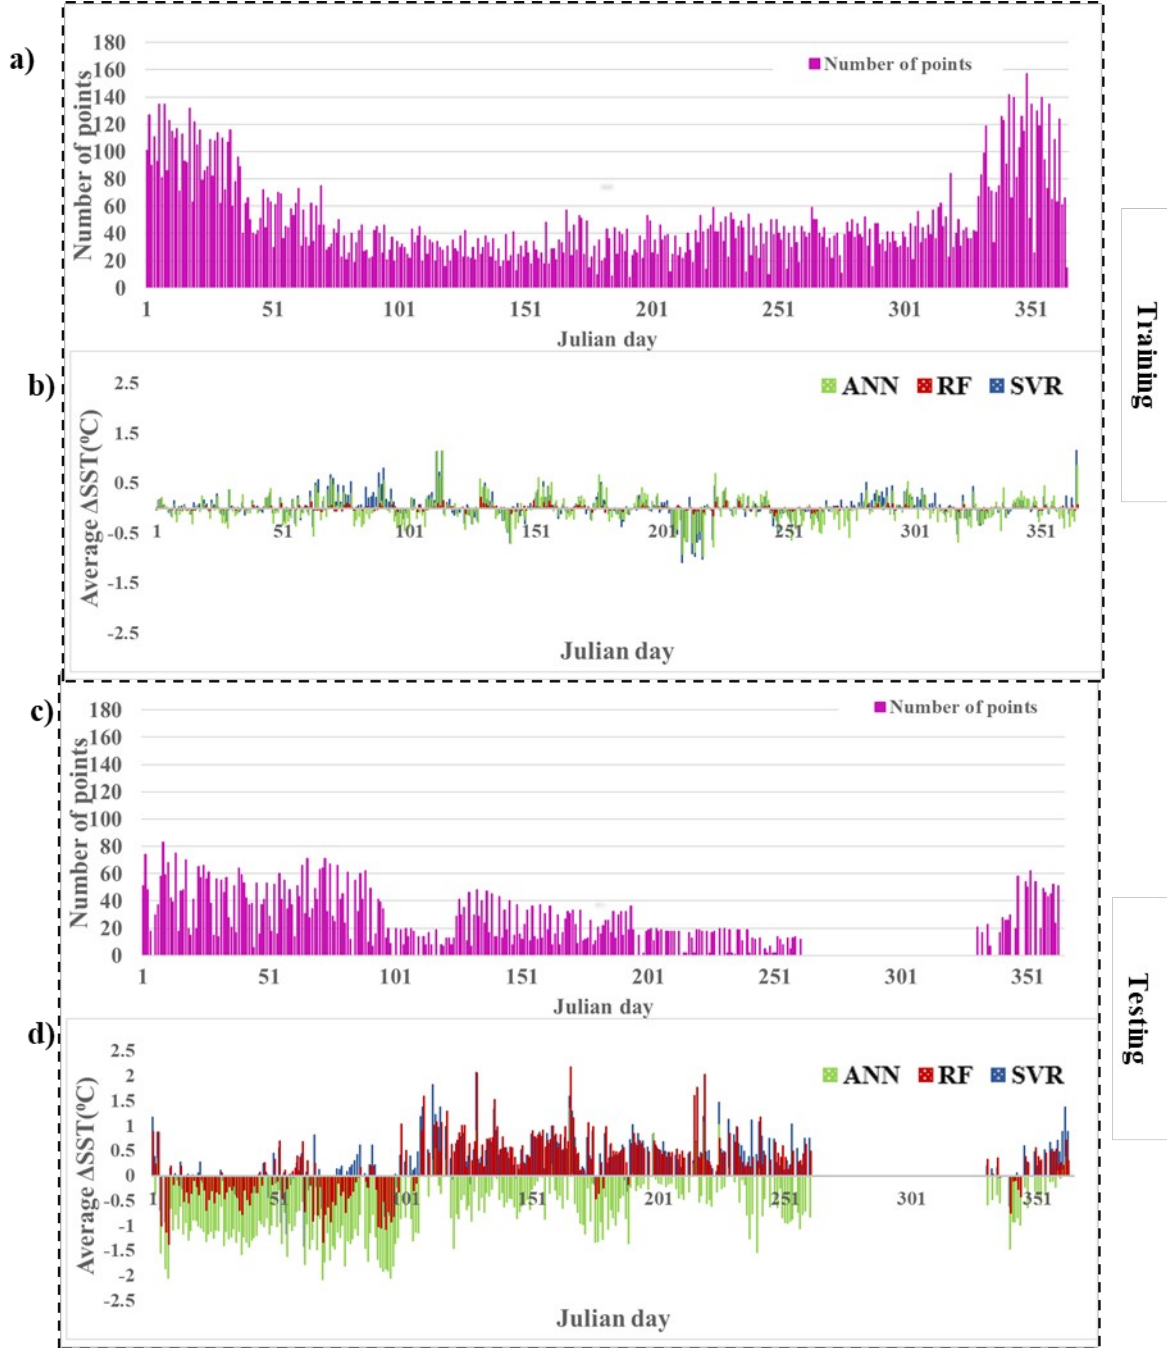 a)
180
160
140
120
100
80
60
40
20
0
Number of points
Number of points
1 51 101 151 201 251 301 351
Julian day
b)
2.5
1.5
0.5
-0.5
-1.5
-2.5
Average ΔSST(⁰C)
ANN RF SVR
1 51 101 151 201 251 301 351
Julian day
Training
c)
180
160
140
120
100
80
60
40
20
0
Number of points
Number of points
1 51 101 151 201 251 301 351
Julian day
d)
2.5
2
1.5
1
0.5
0
-0.5
-1
-1.5
-2
-2.5
Average ΔSST(⁰C)
ANN RF SVR
1 51 101 151 201 251 301 351
Julian day
Testing